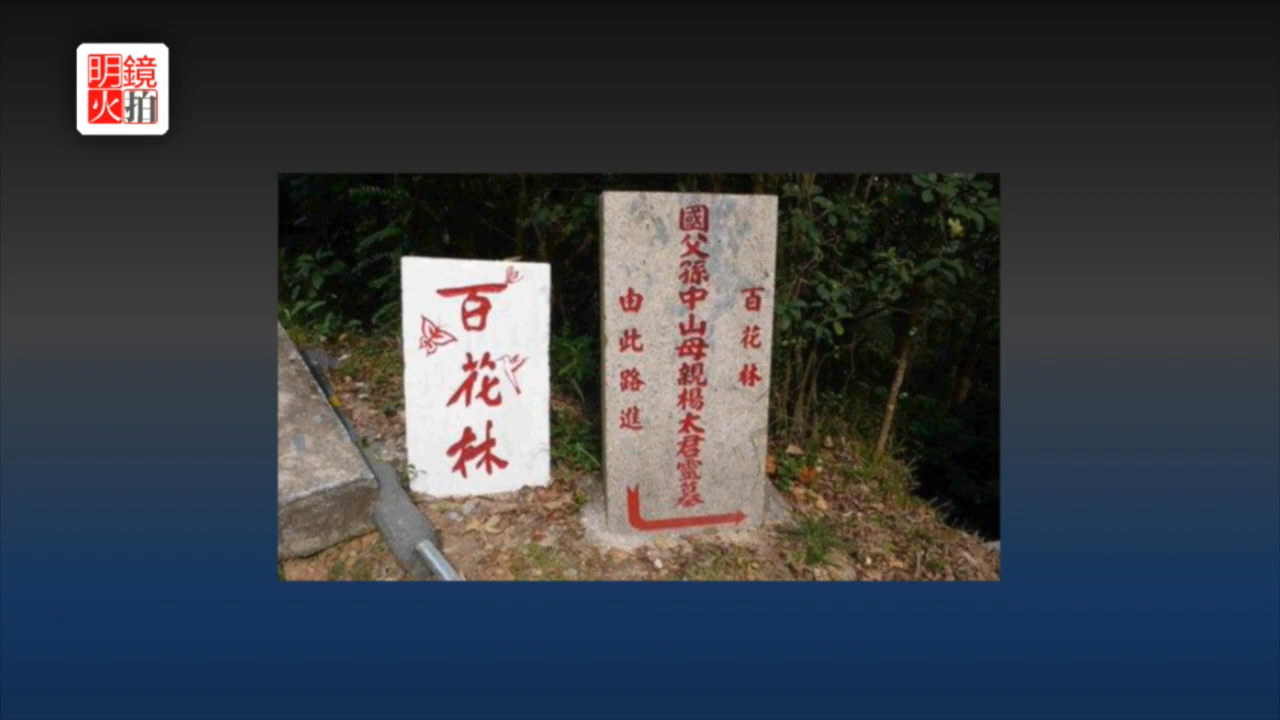 明鏡
火拍
百花林
百花林
國父孫中山母親楊太君靈墓
由此路進